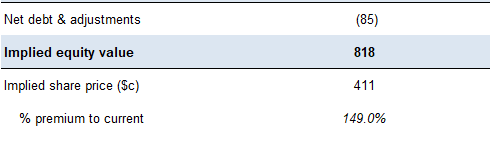 Net debt & adjustments (85)
Implied equity value 818
Implied share price ($c) 411
% premium to current 149.0%